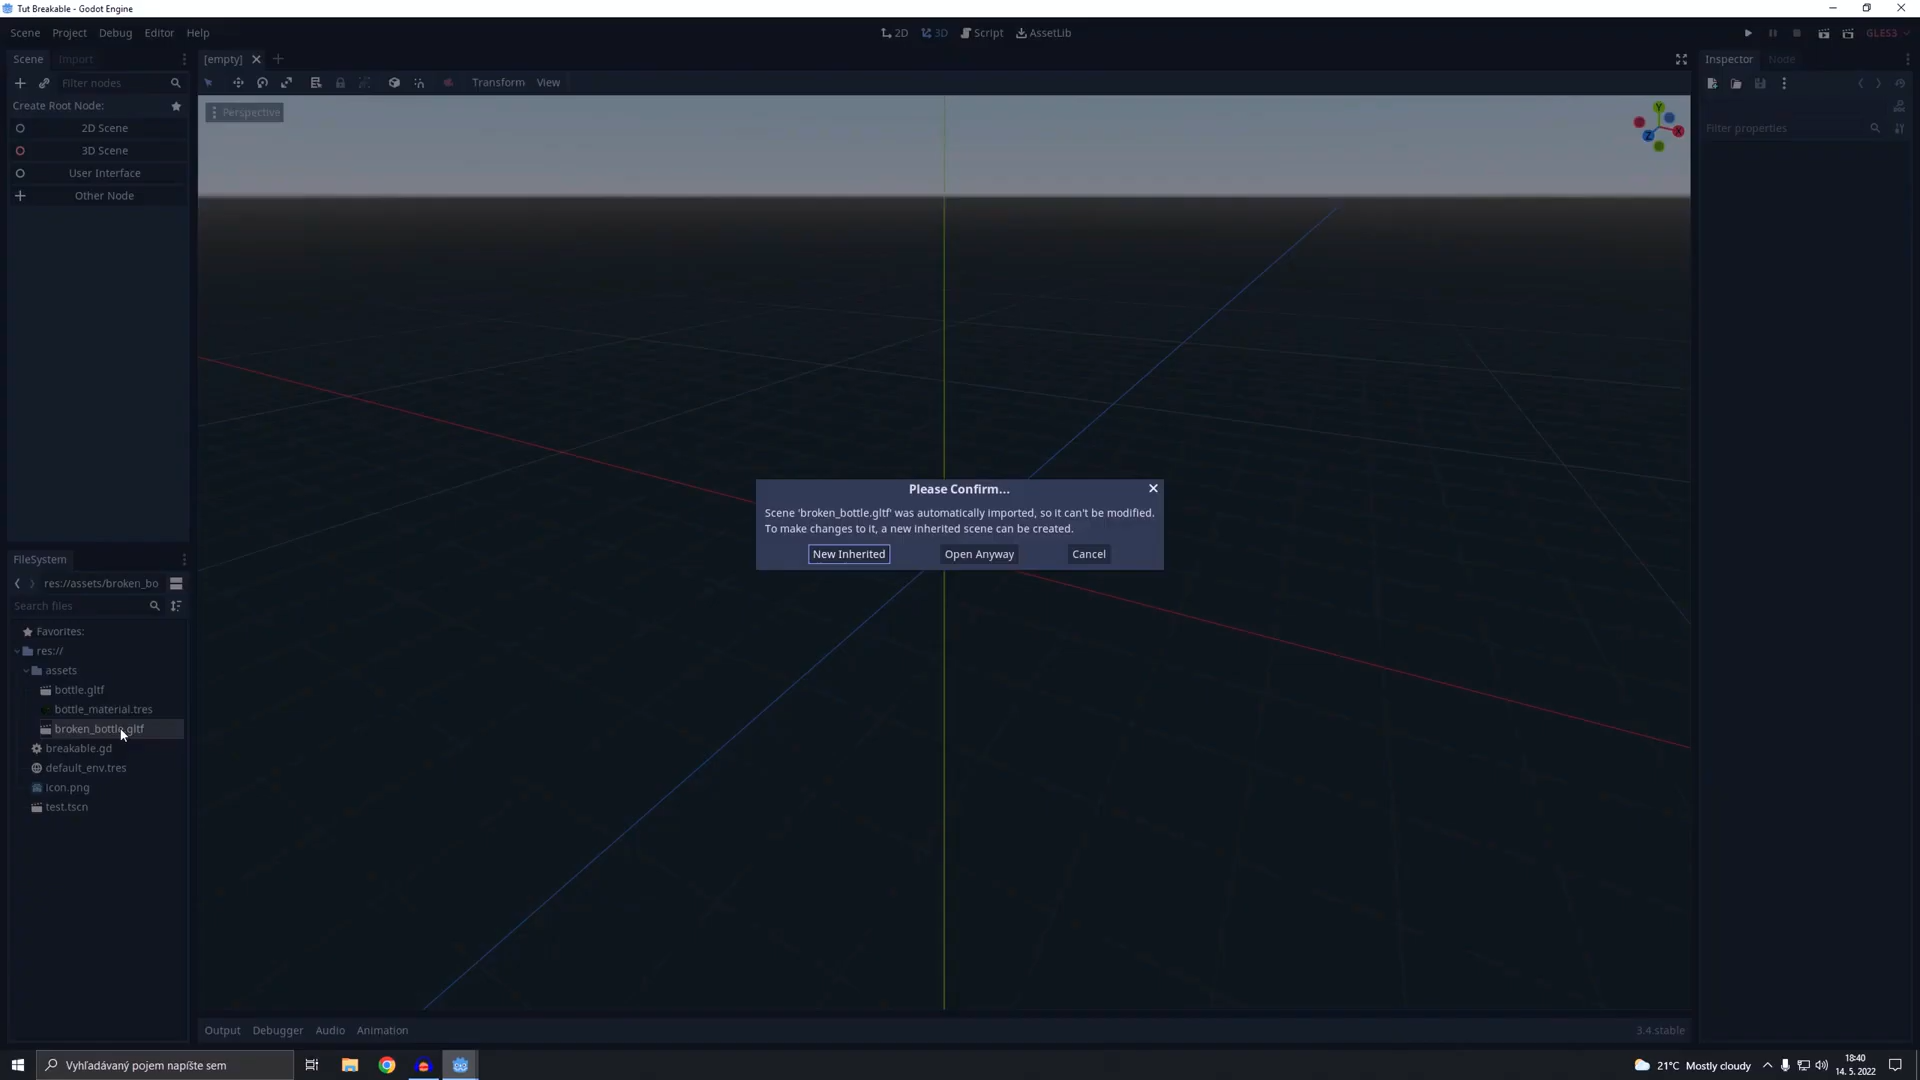 Tut Breakable - Godot Engine
Scene Project Debug Editor Help
2D 3D Script AssetLib
GLES3
Scene Import
[empty]
Inspector Node
Filter nodes
Transform View
Create Root Node:
Perspective
Y
X
Z
Filter properties
2D Scene
3D Scene
User Interface
Other Node
Please Confirm...
Scene 'broken_bottle.gltf' was automatically imported, so it can't be modified.
To make changes to it, a new inherited scene can be created.
New Inherited Open Anyway Cancel
FileSystem
res://assets/broken_bo
Search files
Favorites:
res://
assets
bottle.gltf
bottle_material.tres
broken_bottle.gltf
breakable.gd
default_env.tres
icon.png
test.tscn
Output Debugger Audio Animation
3.4.stable
Vyhľadávaný pojem napíšte sem
21°C Mostly cloudy
18:40
14. 5. 2022